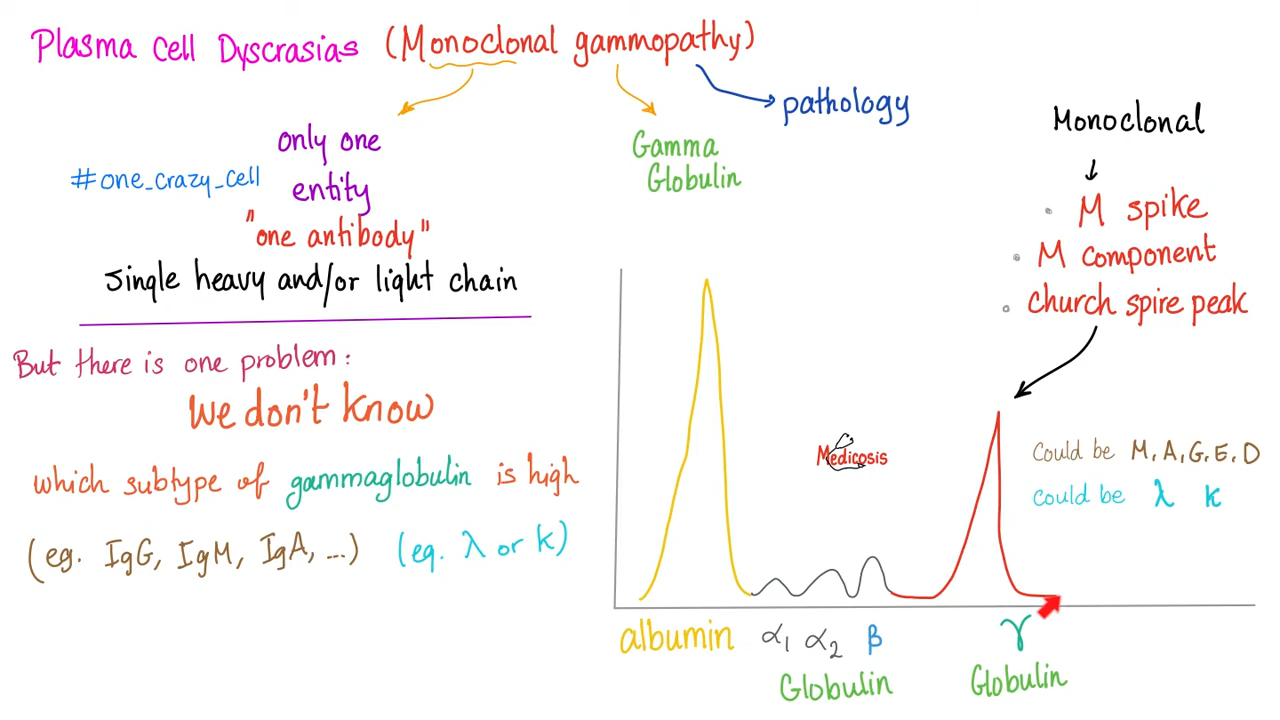 Plasma Cell Dyscrasias (Monoclonal gammopathy)
pathology
only one
entity
#one_crazy_cell
"one antibody"
single heavy and/or light chain
Gamma
Globulin
Monoclonal
M spike
M component
church spire peak
But there is one problem:
We don't know
which subtype of gammaglobulin is high
(eg. IgG, IgM, IgA, ...) (eg. λ or k)
Medicosis
Could be M, A, G, E, D
could be λ k
albumin α1 α2 β γ
Globulin Globulin